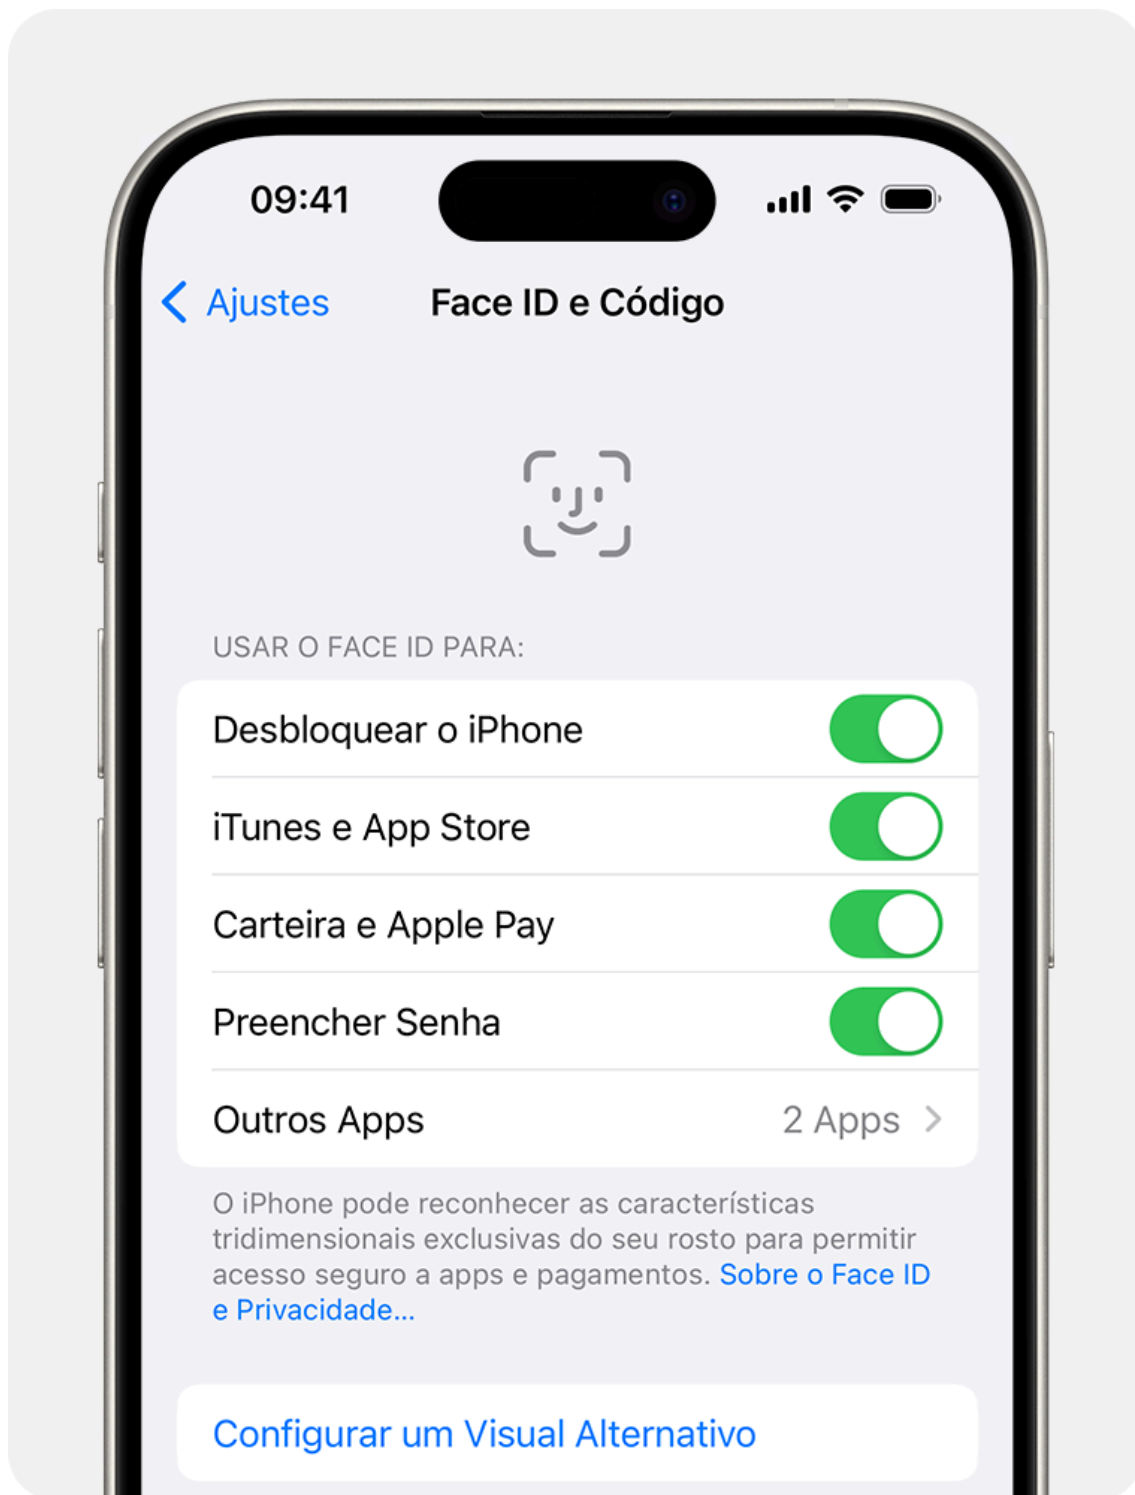 09:41
Ajustes
Face ID e Código
USAR O FACE ID PARA:
Desbloquear o iPhone
iTunes e App Store
Carteira e Apple Pay
Preencher Senha
Outros Apps 2 Apps
O iPhone pode reconhecer as características
tridimensionais exclusivas do seu rosto para permitir
acesso seguro a apps e pagamentos. Sobre o Face ID
e Privacidade...
Configurar um Visual Alternativo